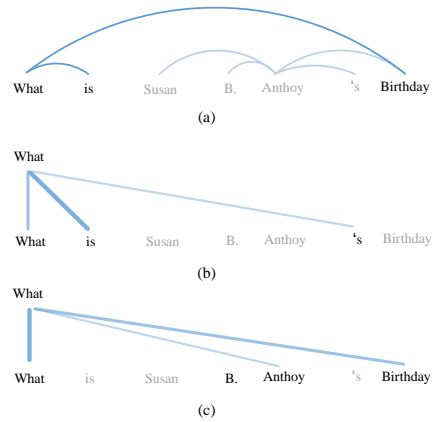 What is Susan B. Anthoy 's Birthday
(a)
What
What is Susan B. Anthoy 's Birthday
(b)
What
What is Susan B. Anthoy 's Birthday
(c)